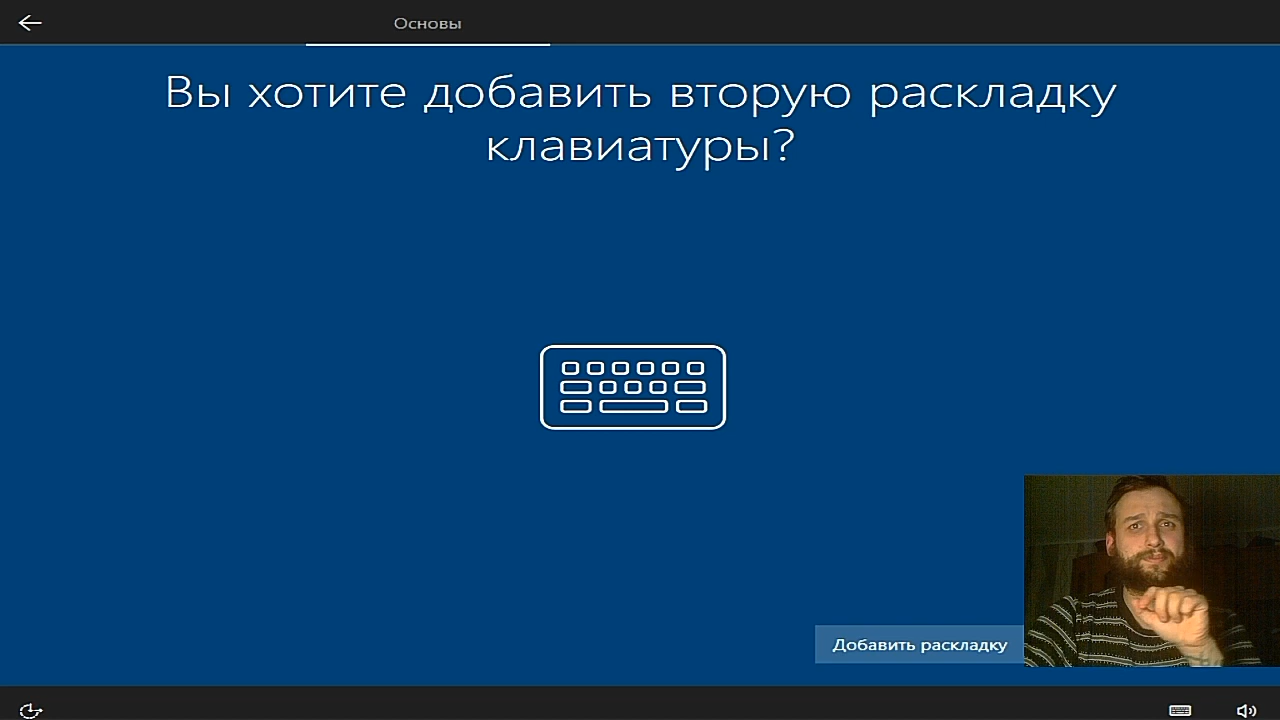 Основы
Вы хотите добавить вторую раскладку
клавиатуры?
Добавить раскладку